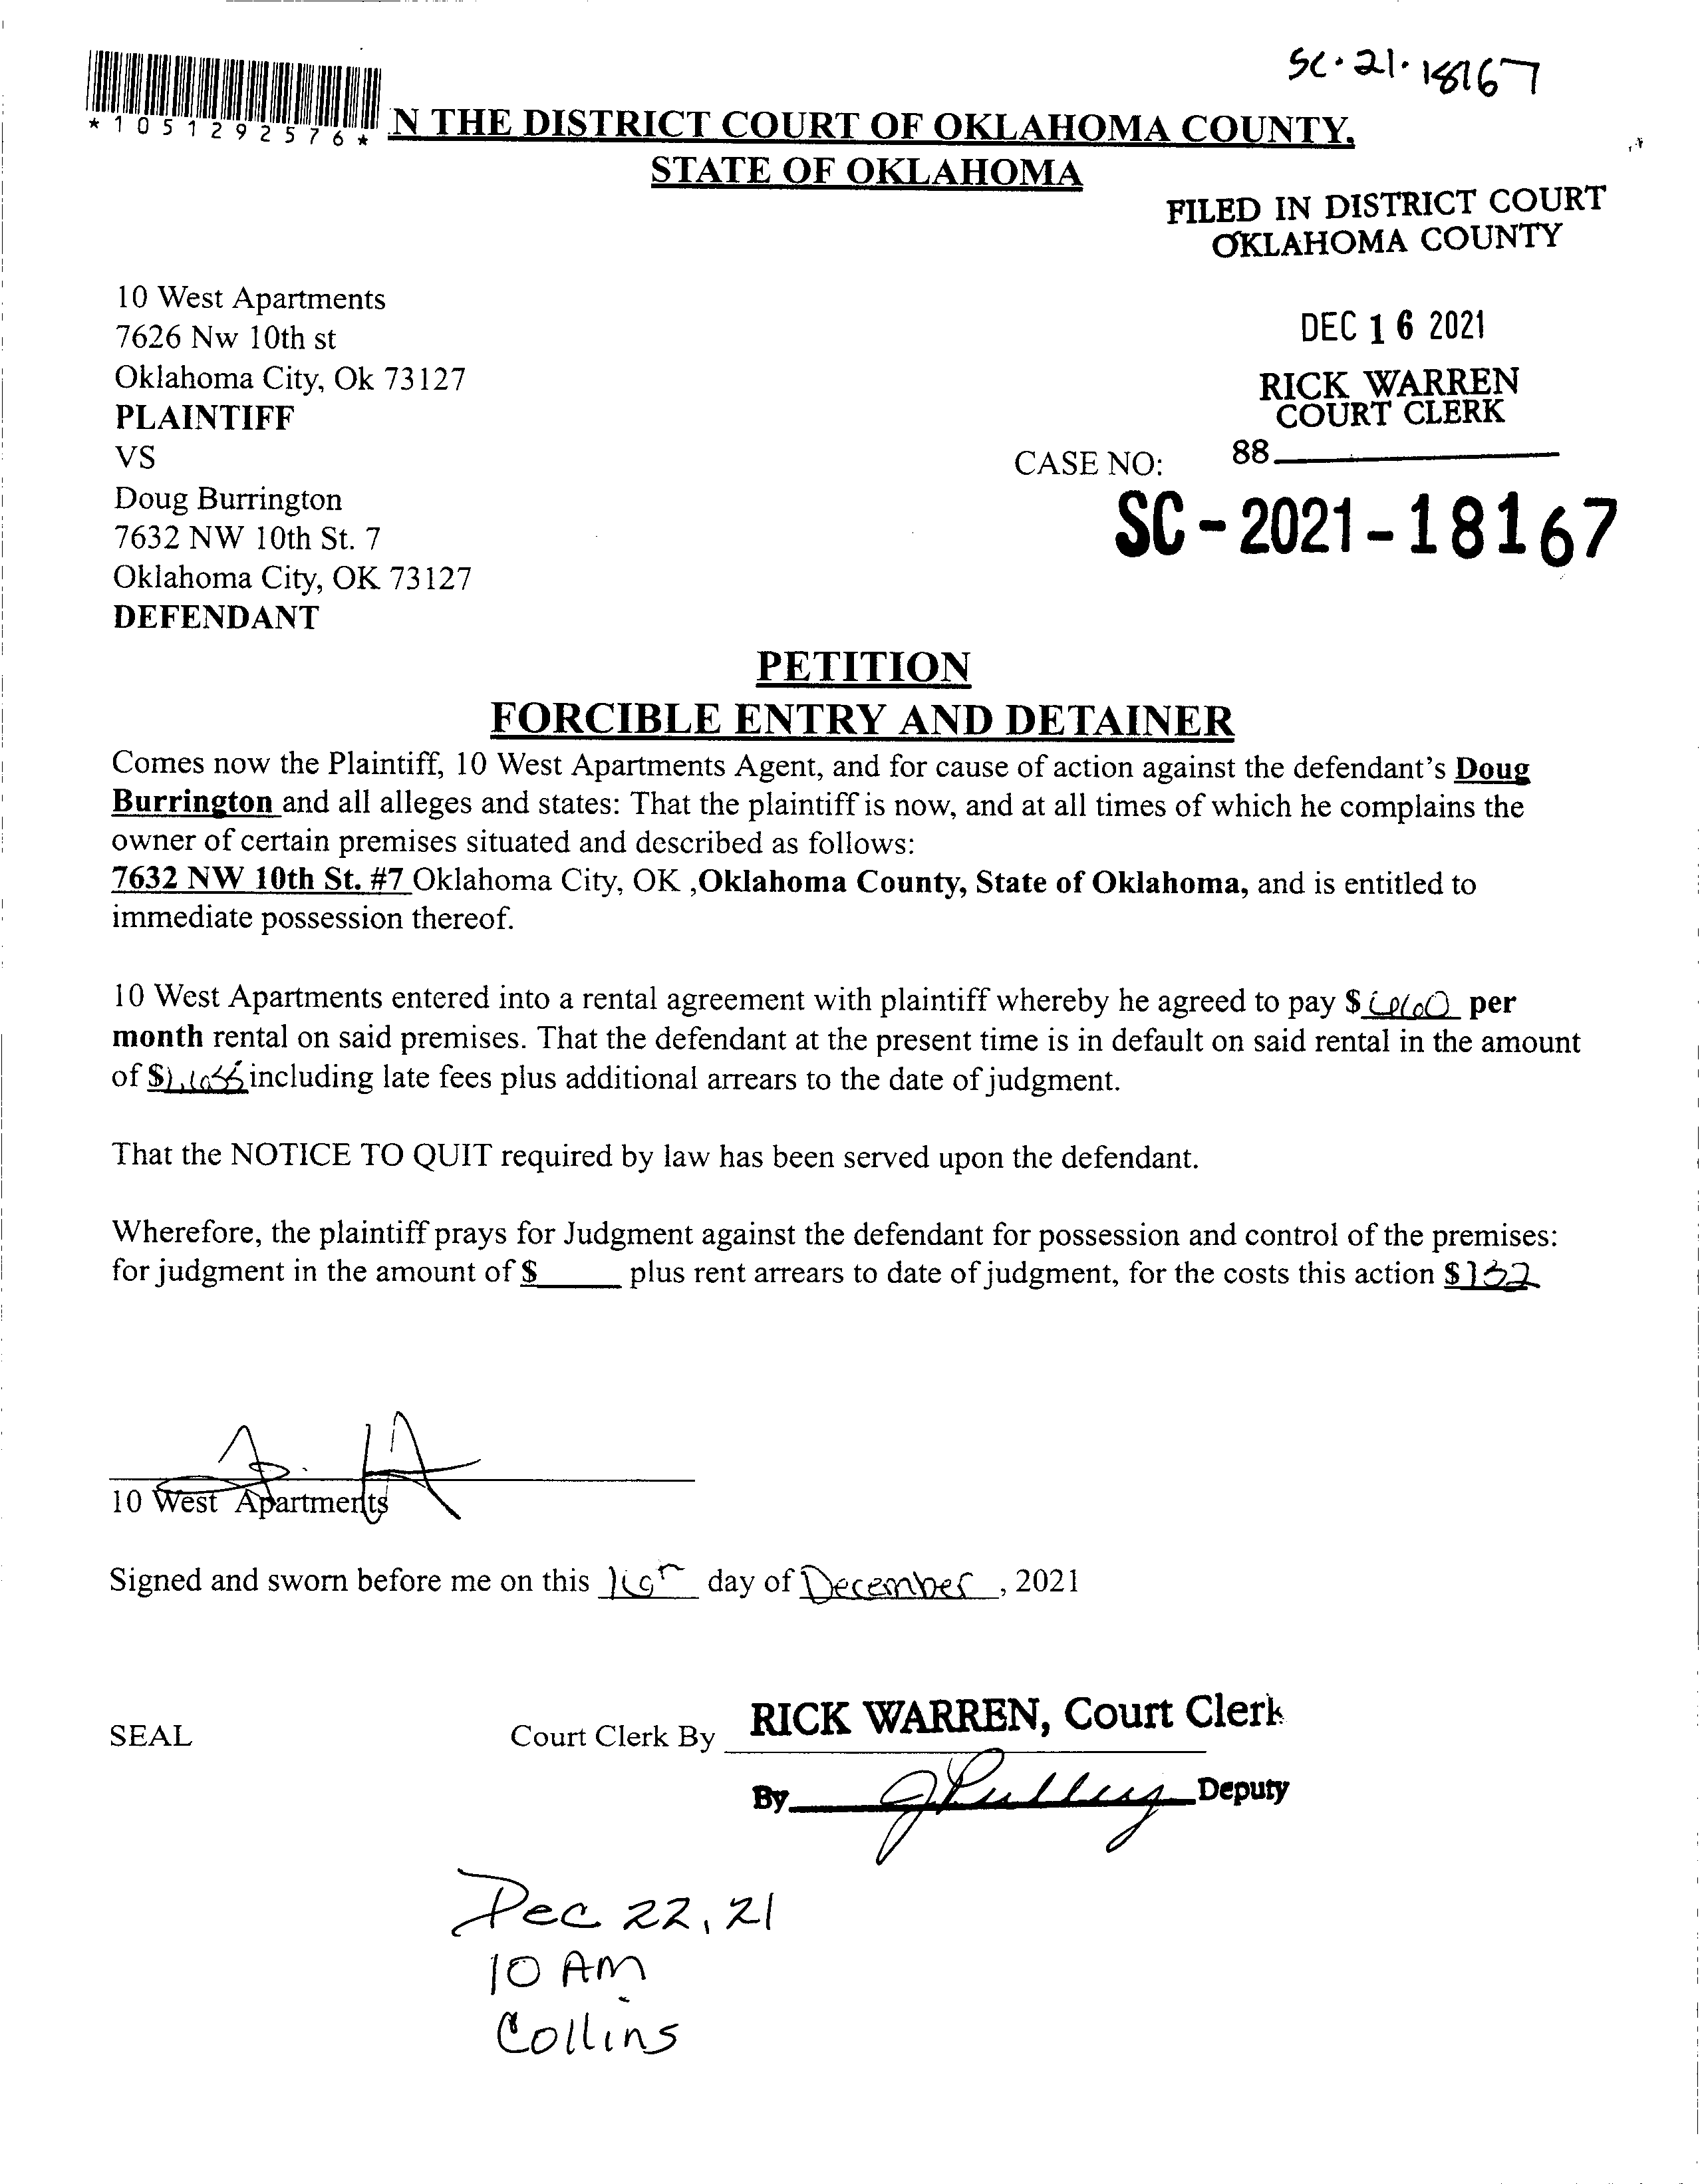 SC·21·18167
*1051292576*
N THE DISTRICT COURT OF OKLAHOMA COUNTY,
STATE OF OKLAHOMA
FILED IN DISTRICT COURT
OKLAHOMA COUNTY
10 West Apartments
7626 Nw 10th st
Oklahoma City, Ok 73127
PLAINTIFF
VS
Doug Burrington
7632 NW 10th St. 7
Oklahoma City, OK 73127
DEFENDANT
DEC 16 2021
RICK WARREN
COURT CLERK
88
CASE NO:
SC-2021-18167
PETITION
FORCIBLE ENTRY AND DETAINER
Comes now the Plaintiff, 10 West Apartments Agent, and for cause of action against the defendant's Doug
Burrington and all alleges and states: That the plaintiff is now, and at all times of which he complains the
owner of certain premises situated and described as follows:
7632 NW 10th St. #7 Oklahoma City, OK ,Oklahoma County, State of Oklahoma, and is entitled to
immediate possession thereof.
10 West Apartments entered into a rental agreement with plaintiff whereby he agreed to pay $ per
month rental on said premises. That the defendant at the present time is in default on said rental in the amount
of $ including late fees plus additional arrears to the date of judgment.
That the NOTICE TO QUIT required by law has been served upon the defendant.
Wherefore, the plaintiff prays for Judgment against the defendant for possession and control of the premises:
for judgment in the amount of $ plus rent arrears to date of judgment, for the costs this action $
10 West Apartments
Signed and sworn before me on this 16th day of December, 2021
SEAL
Court Clerk By RICK WARREN, Court Clerk
By Deputy
Dec 22, 21
10 AM
Collins